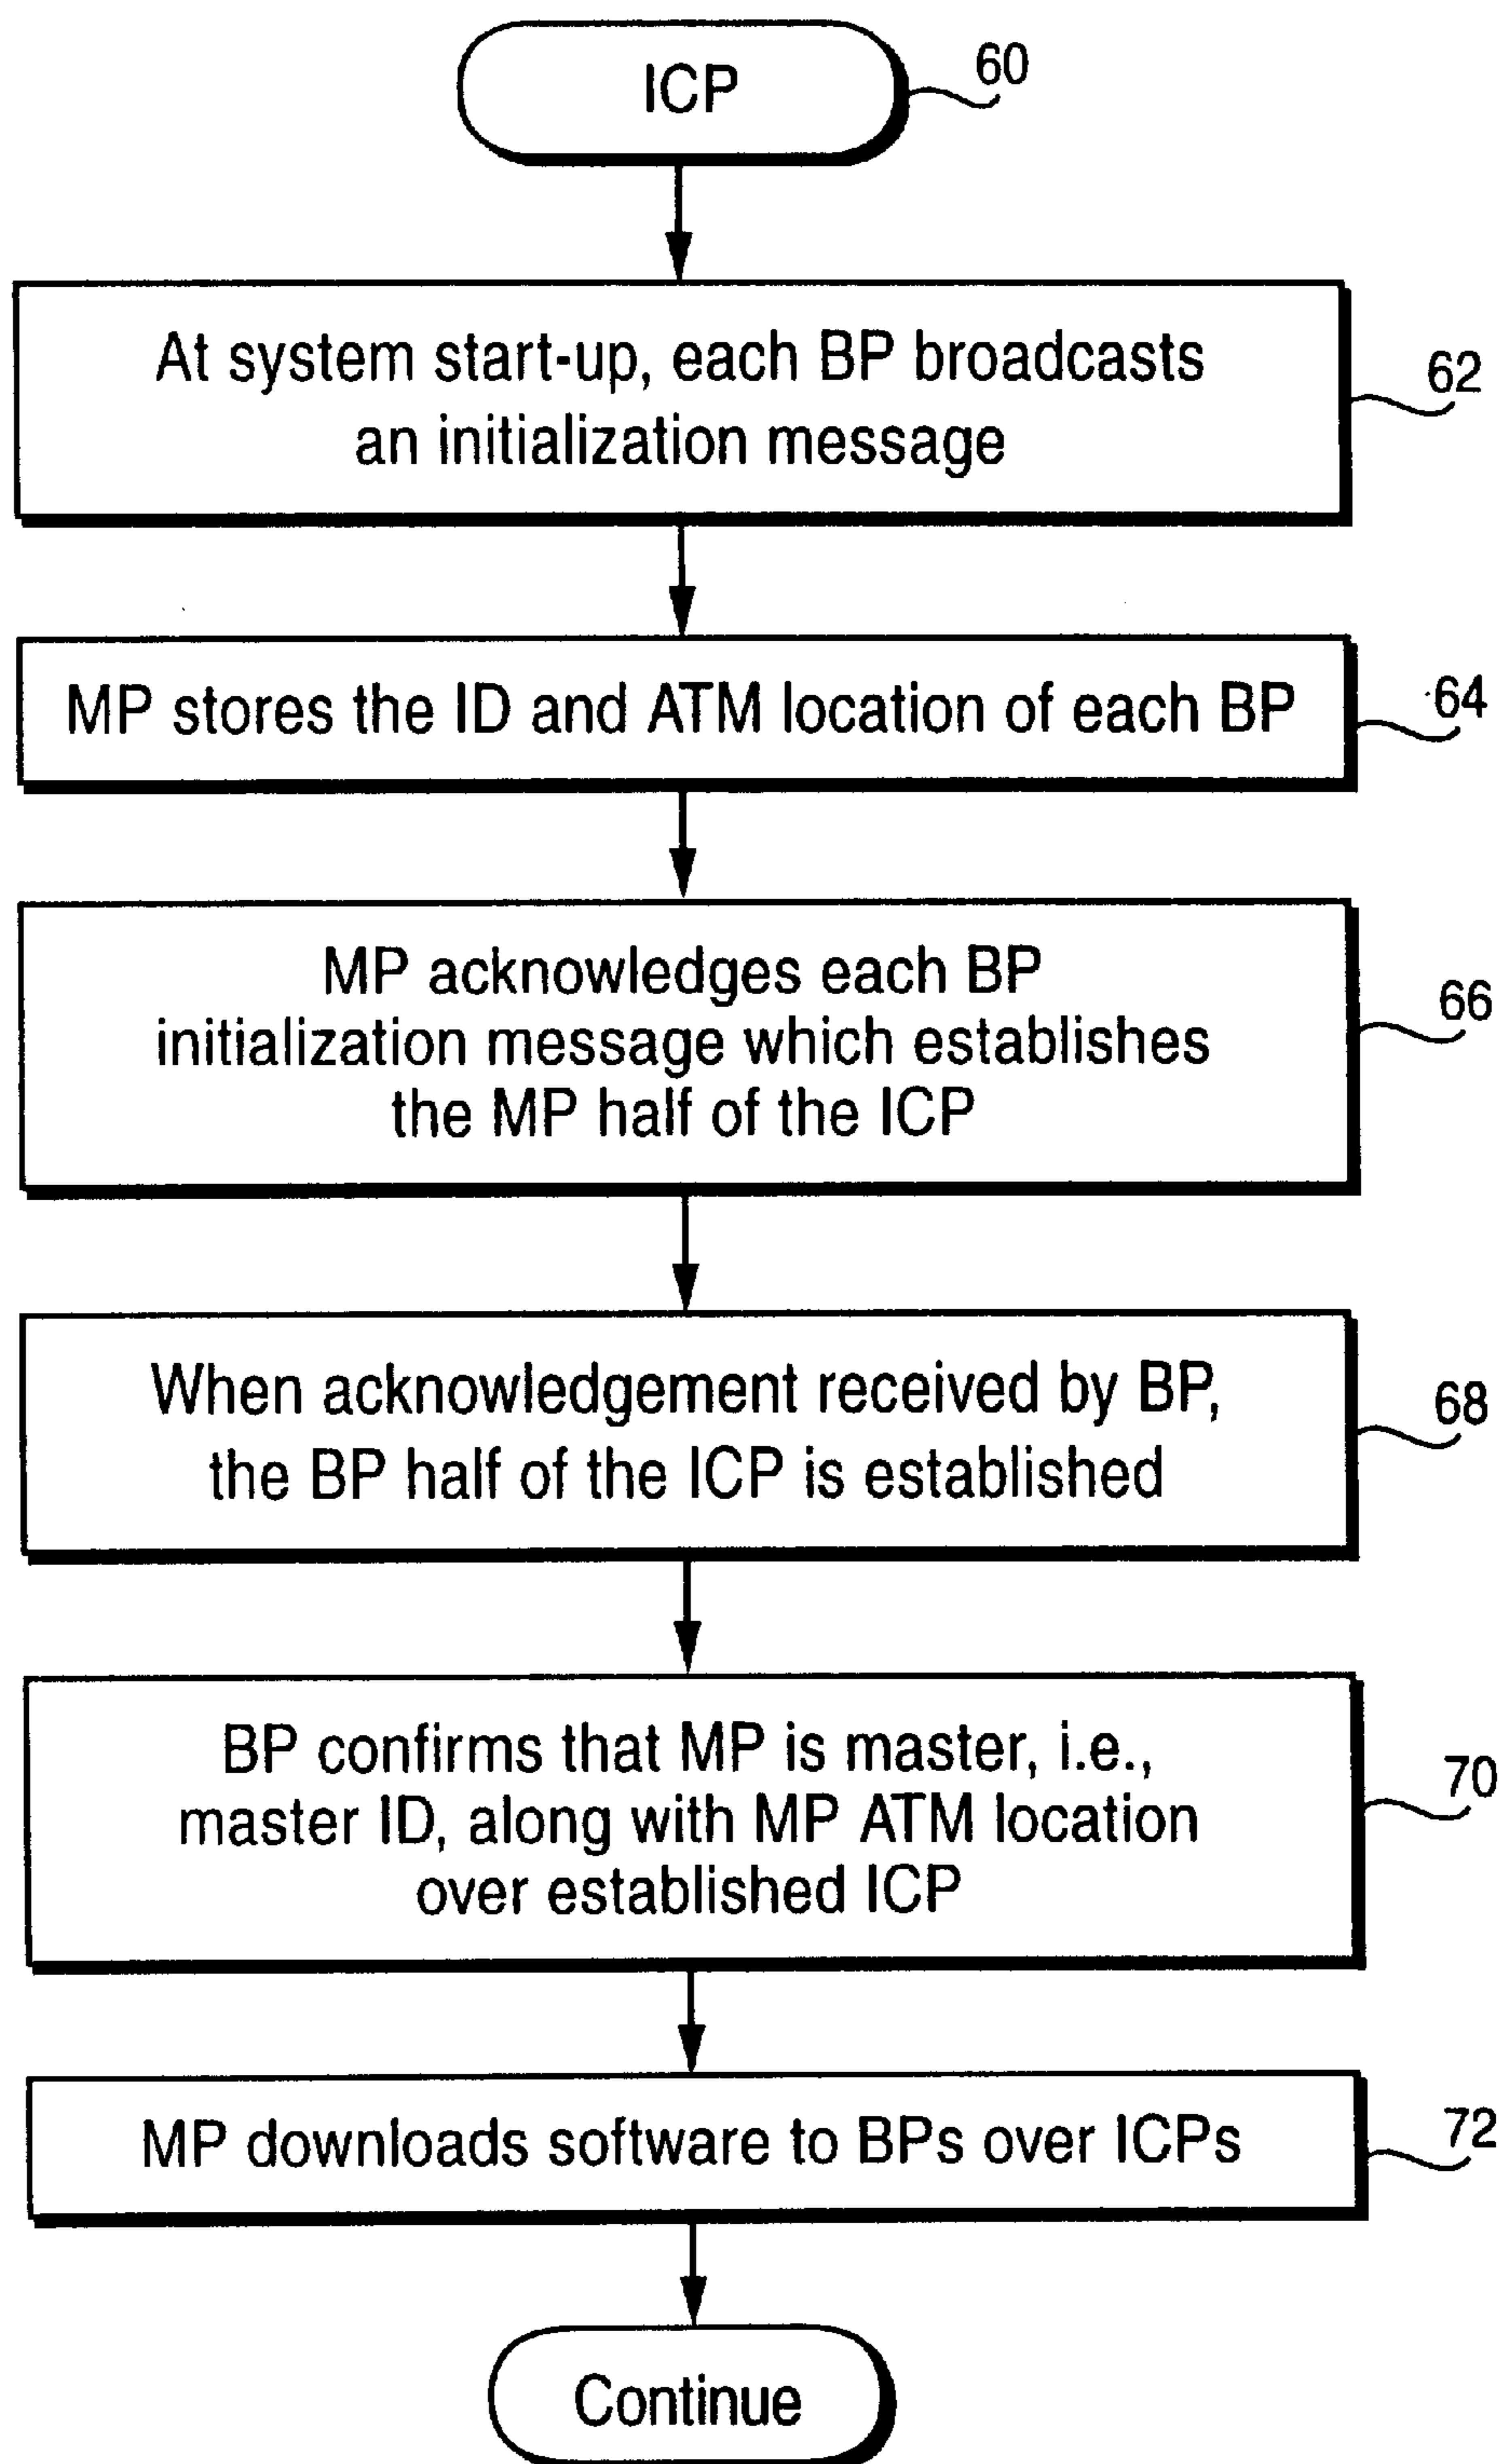 ICP
60
At system start-up, each BP broadcasts
an initialization message
62
MP stores the ID and ATM location of each BP
64
MP acknowledges each BP
initialization message which establishes
the MP half of the ICP
66
When acknowledgement received by BP,
the BP half of the ICP is established
68
BP confirms that MP is master, i.e.,
master ID, along with MP ATM location
over established ICP
70
MP downloads software to BPs over ICPs
72
Continue